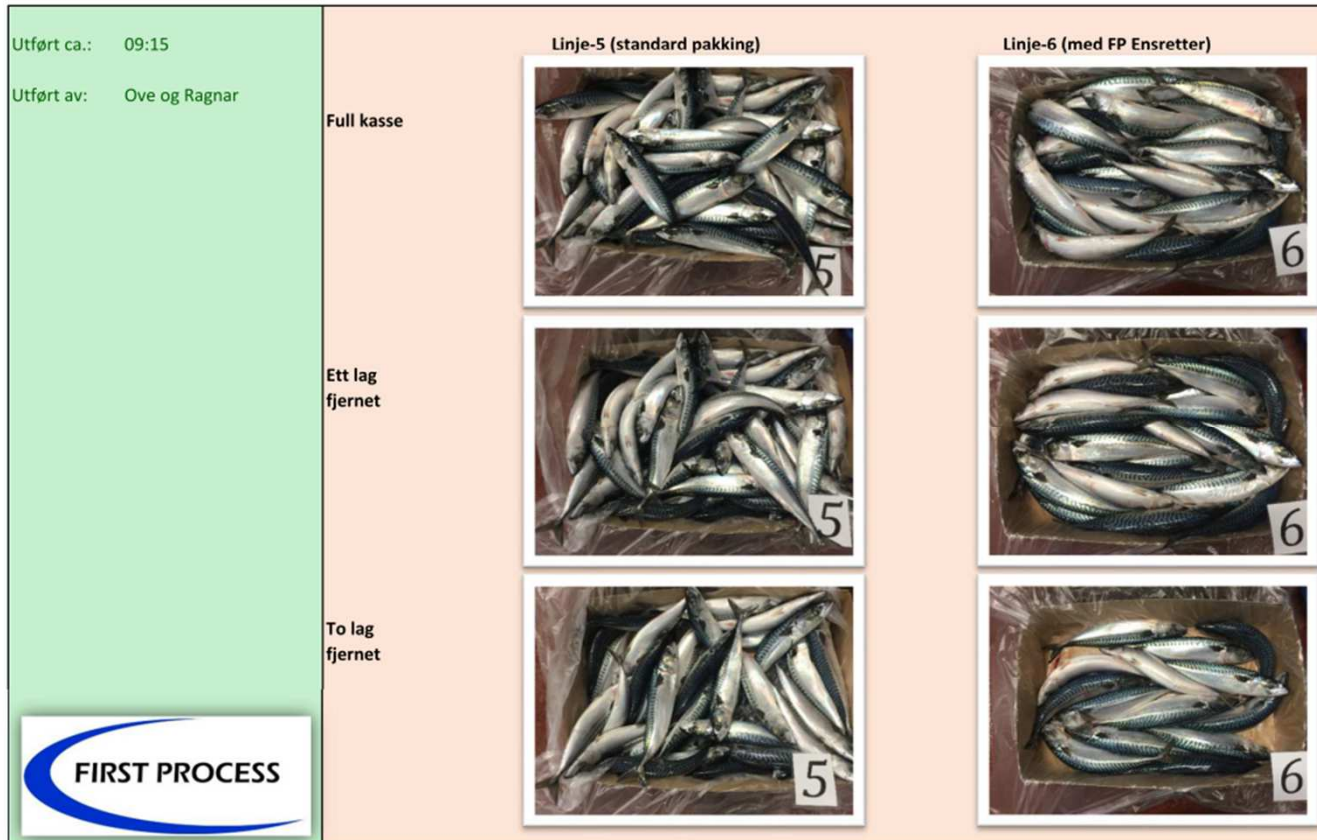 Utført ca.: 09:15
Utført av: Ove og Ragnar
Linje-5 (standard pakking)
Linje-6 (med FP Ensretter)
Full kasse
5
6
Ett lag
fjernet
5
6
To lag
fjernet
5
6
FIRST PROCESS